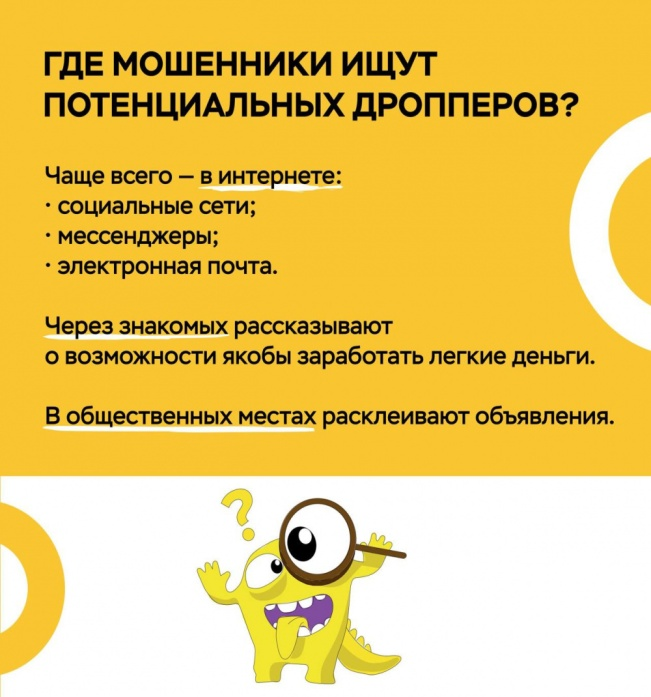 ГДЕ МОШЕННИКИ ИЩУТ
ПОТЕНЦИАЛЬНЫХ ДРОППЕРОВ?
Чаще всего — в интернете:
· социальные сети;
· мессенджеры;
· электронная почта.
Через знакомых рассказывают
о возможности якобы заработать легкие деньги.
В общественных местах расклеивают объявления.
?